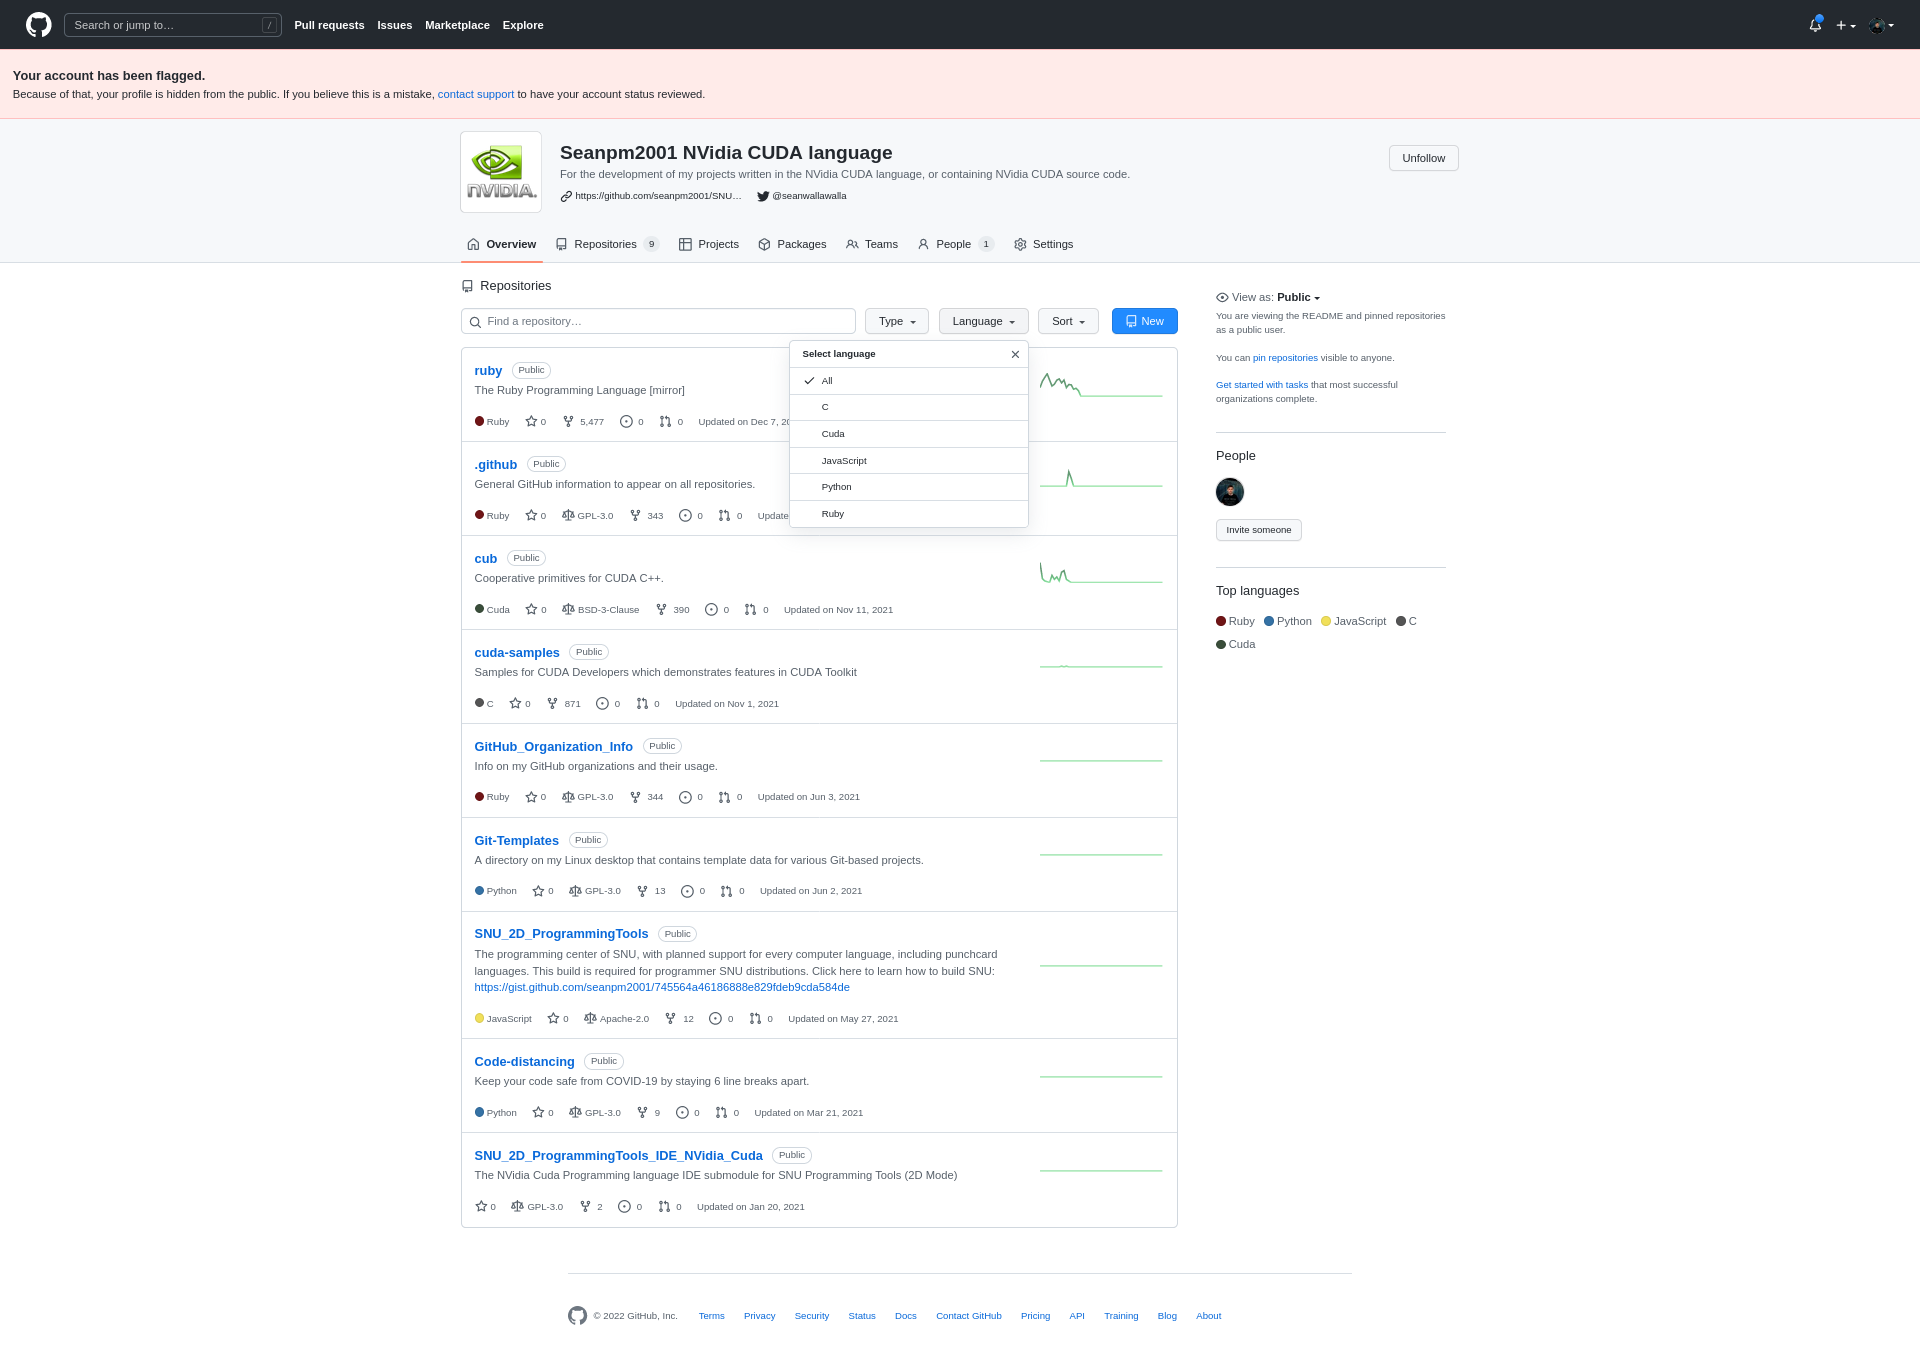 Search or jump to… /
Pull requests Issues Marketplace Explore
Your account has been flagged.
Because of that, your profile is hidden from the public. If you believe this is a mistake, contact support to have your account status reviewed.
NVIDIA.
Seanpm2001 NVidia CUDA language
For the development of my projects written in the NVidia CUDA language, or containing NVidia CUDA source code.
https://github.com/seanpm2001/SNU… @seanwallawalla
Unfollow
Overview Repositories 9 Projects Packages Teams People 1 Settings
Repositories
Find a repository… Type Language Sort New
Select language
All
C
Cuda
JavaScript
Python
Ruby
ruby Public
The Ruby Programming Language [mirror]
Ruby 0 5,477 0 0 Updated on Dec 7, 20
.github Public
General GitHub information to appear on all repositories.
Ruby 0 GPL-3.0 343 0 0 Update
cub Public
Cooperative primitives for CUDA C++.
Cuda 0 BSD-3-Clause 390 0 0 Updated on Nov 11, 2021
cuda-samples Public
Samples for CUDA Developers which demonstrates features in CUDA Toolkit
C 0 871 0 0 Updated on Nov 1, 2021
GitHub_Organization_Info Public
Info on my GitHub organizations and their usage.
Ruby 0 GPL-3.0 344 0 0 Updated on Jun 3, 2021
Git-Templates Public
A directory on my Linux desktop that contains template data for various Git-based projects.
Python 0 GPL-3.0 13 0 0 Updated on Jun 2, 2021
SNU_2D_ProgrammingTools Public
The programming center of SNU, with planned support for every computer language, including punchcard
languages. This build is required for programmer SNU distributions. Click here to learn how to build SNU:
https://gist.github.com/seanpm2001/745564a46186888e829fdeb9cda584de
JavaScript 0 Apache-2.0 12 0 0 Updated on May 27, 2021
Code-distancing Public
Keep your code safe from COVID-19 by staying 6 line breaks apart.
Python 0 GPL-3.0 9 0 0 Updated on Mar 21, 2021
SNU_2D_ProgrammingTools_IDE_NVidia_Cuda Public
The NVidia Cuda Programming language IDE submodule for SNU Programming Tools (2D Mode)
0 GPL-3.0 2 0 0 Updated on Jan 20, 2021
View as: Public
You are viewing the README and pinned repositories
as a public user.
You can pin repositories visible to anyone.
Get started with tasks that most successful
organizations complete.
People
Invite someone
Top languages
Ruby Python JavaScript C
Cuda
© 2022 GitHub, Inc. Terms Privacy Security Status Docs Contact GitHub Pricing API Training Blog About